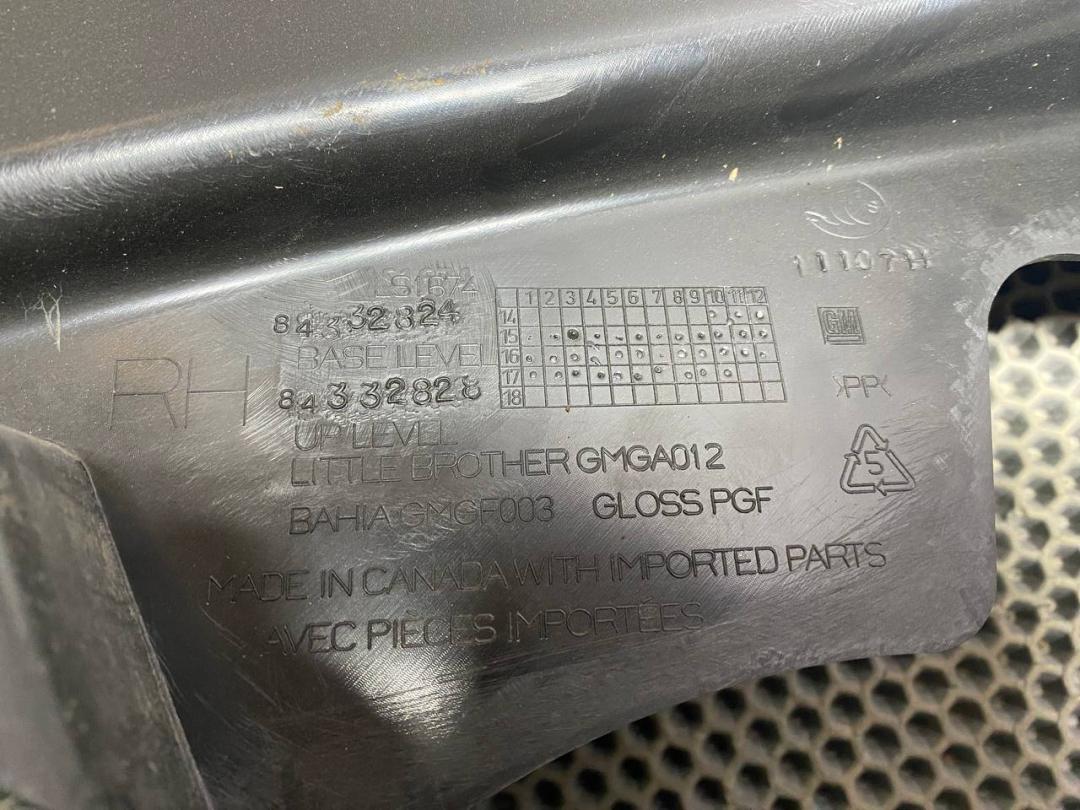 LS1674
84332824
BASE LEVEL
RH
84332828
UP LEVEL
LITTLE BROTHER GMGA012
BAHIA GMGF003 GLOSS PGF
MADE IN CANADA WITH IMPORTED PARTS
AVEC PIÈCES IMPORTÉES
1 2 3 4 5 6 7 8 9 10 11 12
14
15
16
17
18
11107H
GM
>PP<
5